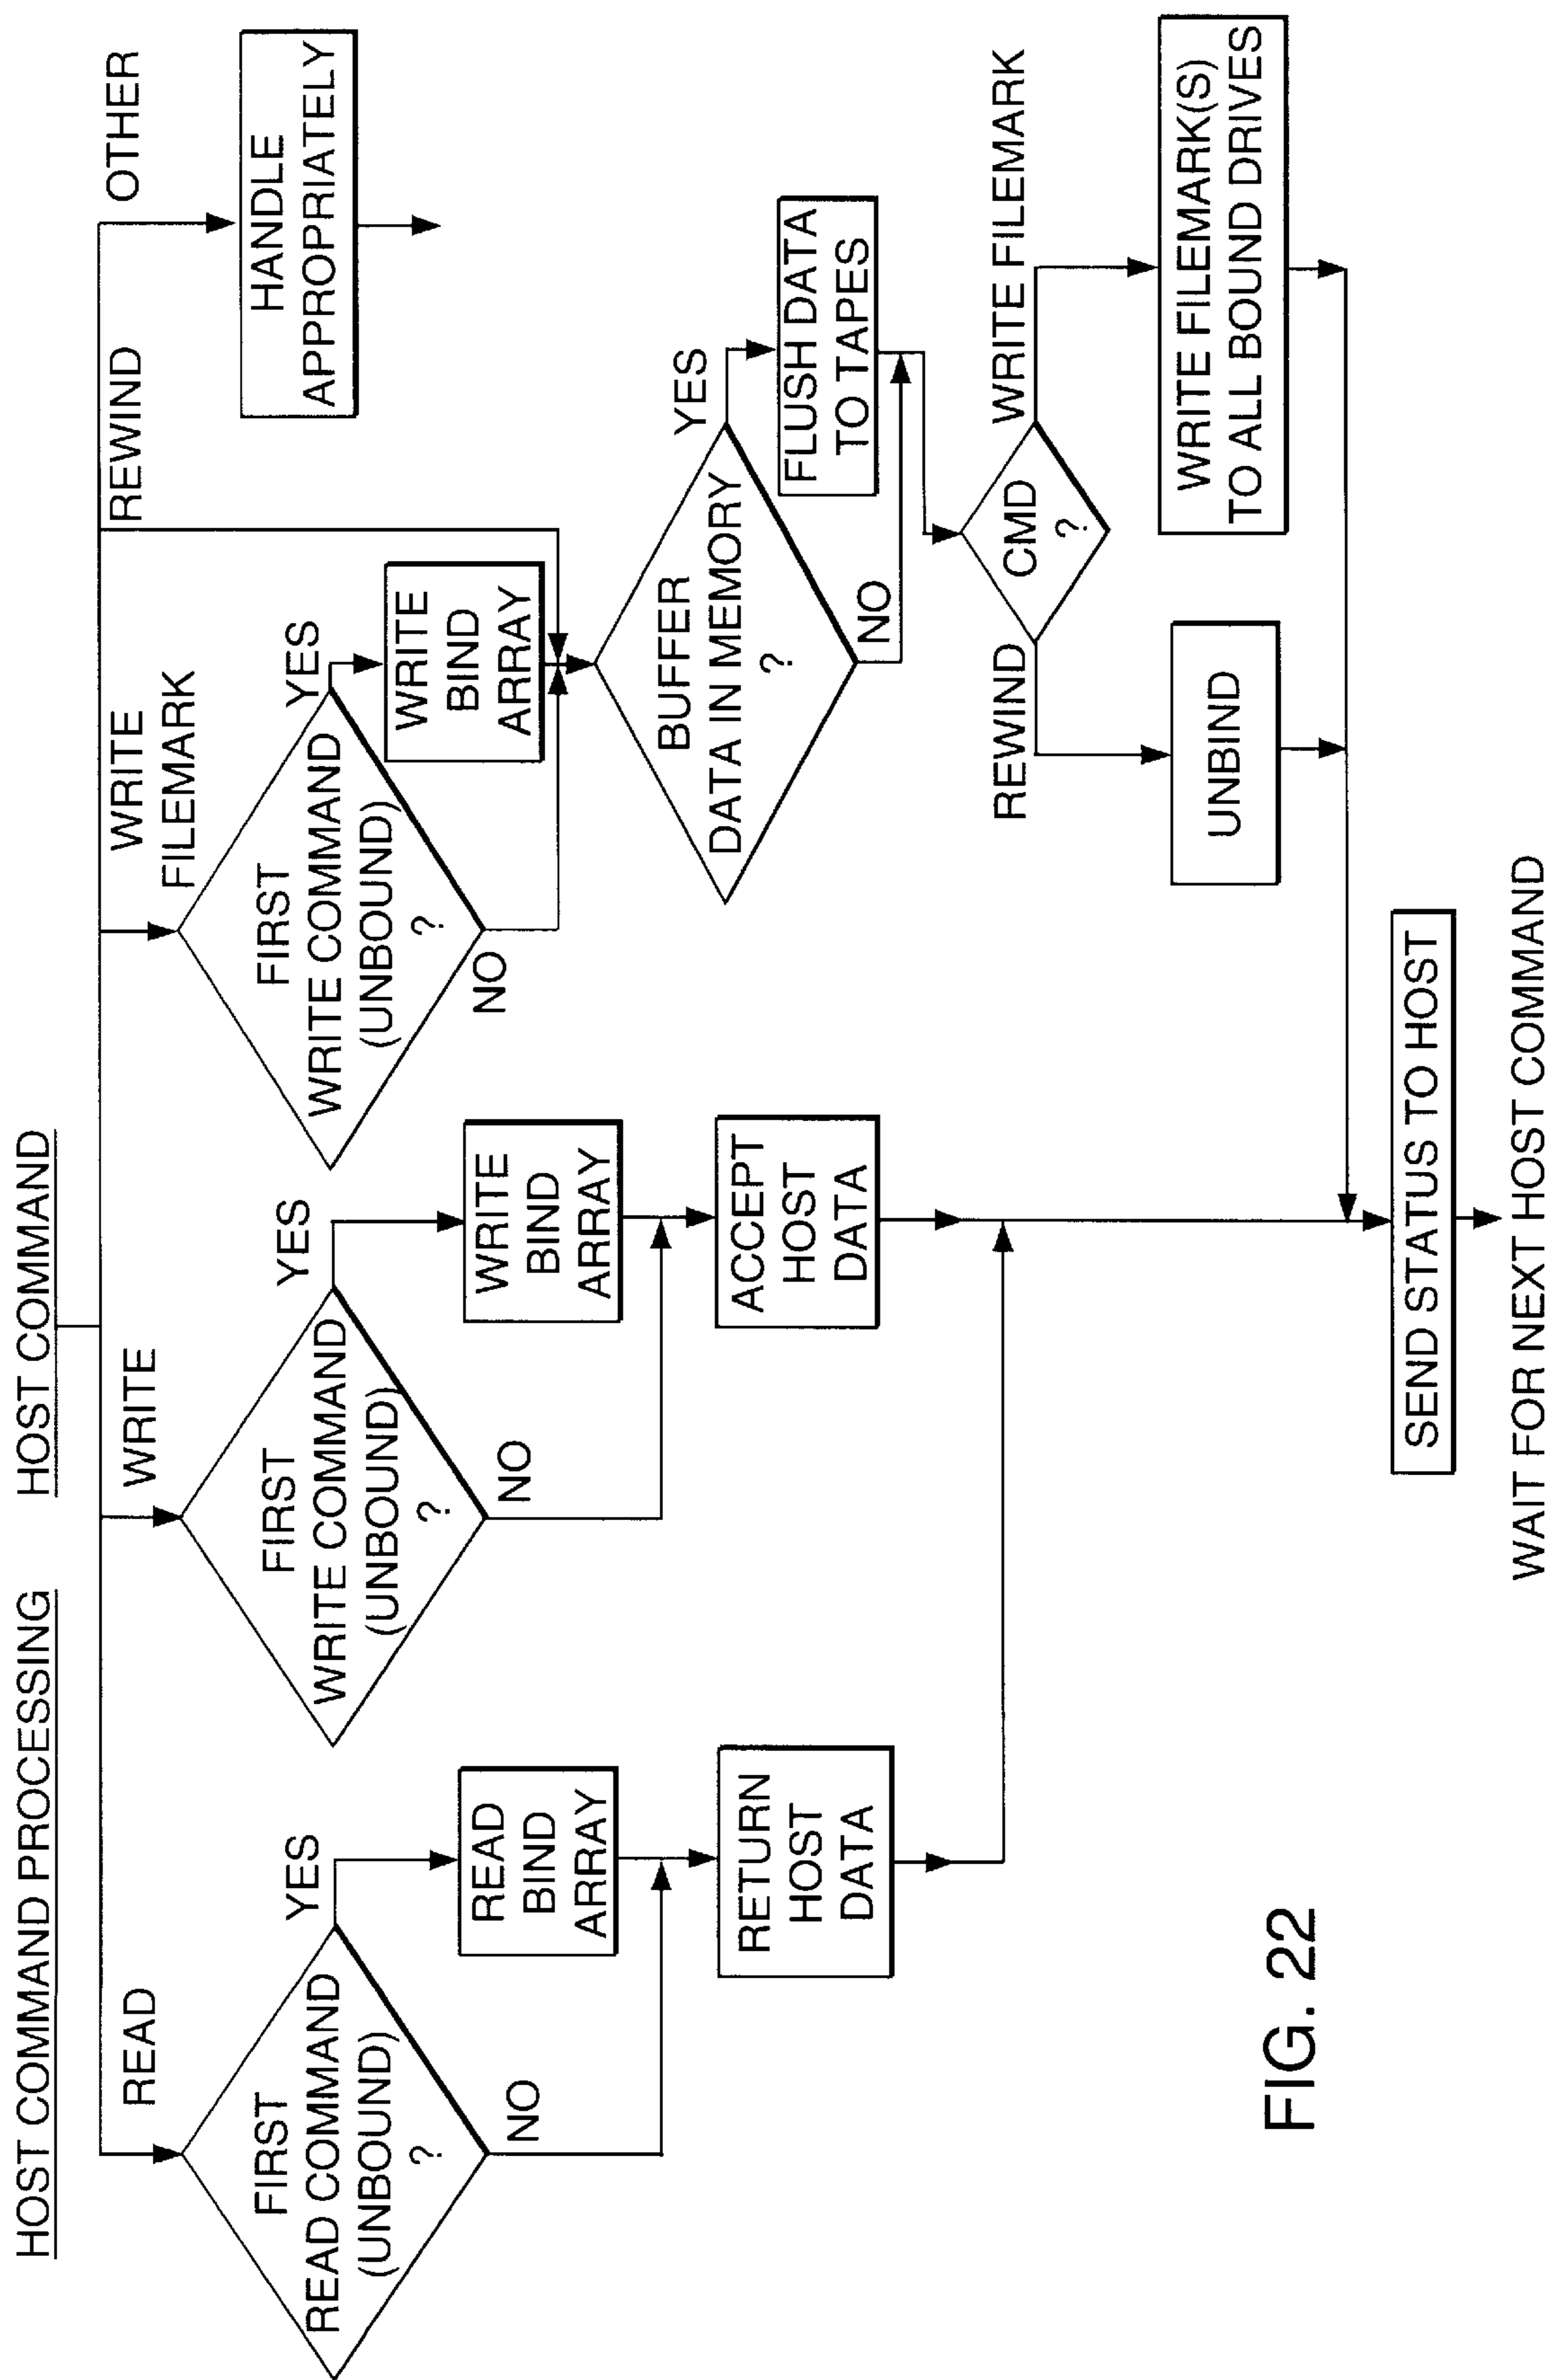 HOST COMMAND PROCESSING
HOST COMMAND
READ
WRITE
WRITE
FILEMARK
REWIND
OTHER
FIRST
READ COMMAND
(UNBOUND)
?
YES
NO
READ
BIND
ARRAY
RETURN
HOST
DATA
FIRST
WRITE COMMAND
(UNBOUND)
?
YES
NO
WRITE
BIND
ARRAY
ACCEPT
HOST
DATA
FIRST
WRITE COMMAND
(UNBOUND)
?
YES
NO
WRITE
BIND
ARRAY
HANDLE
APPROPRIATELY
BUFFER
DATA IN MEMORY
?
YES
NO
FLUSH DATA
TO TAPES
CMD
?
REWIND
WRITE FILEMARK
UNBIND
WRITE FILEMARK(S)
TO ALL BOUND DRIVES
SEND STATUS TO HOST
WAIT FOR NEXT HOST COMMAND
FIG. 22